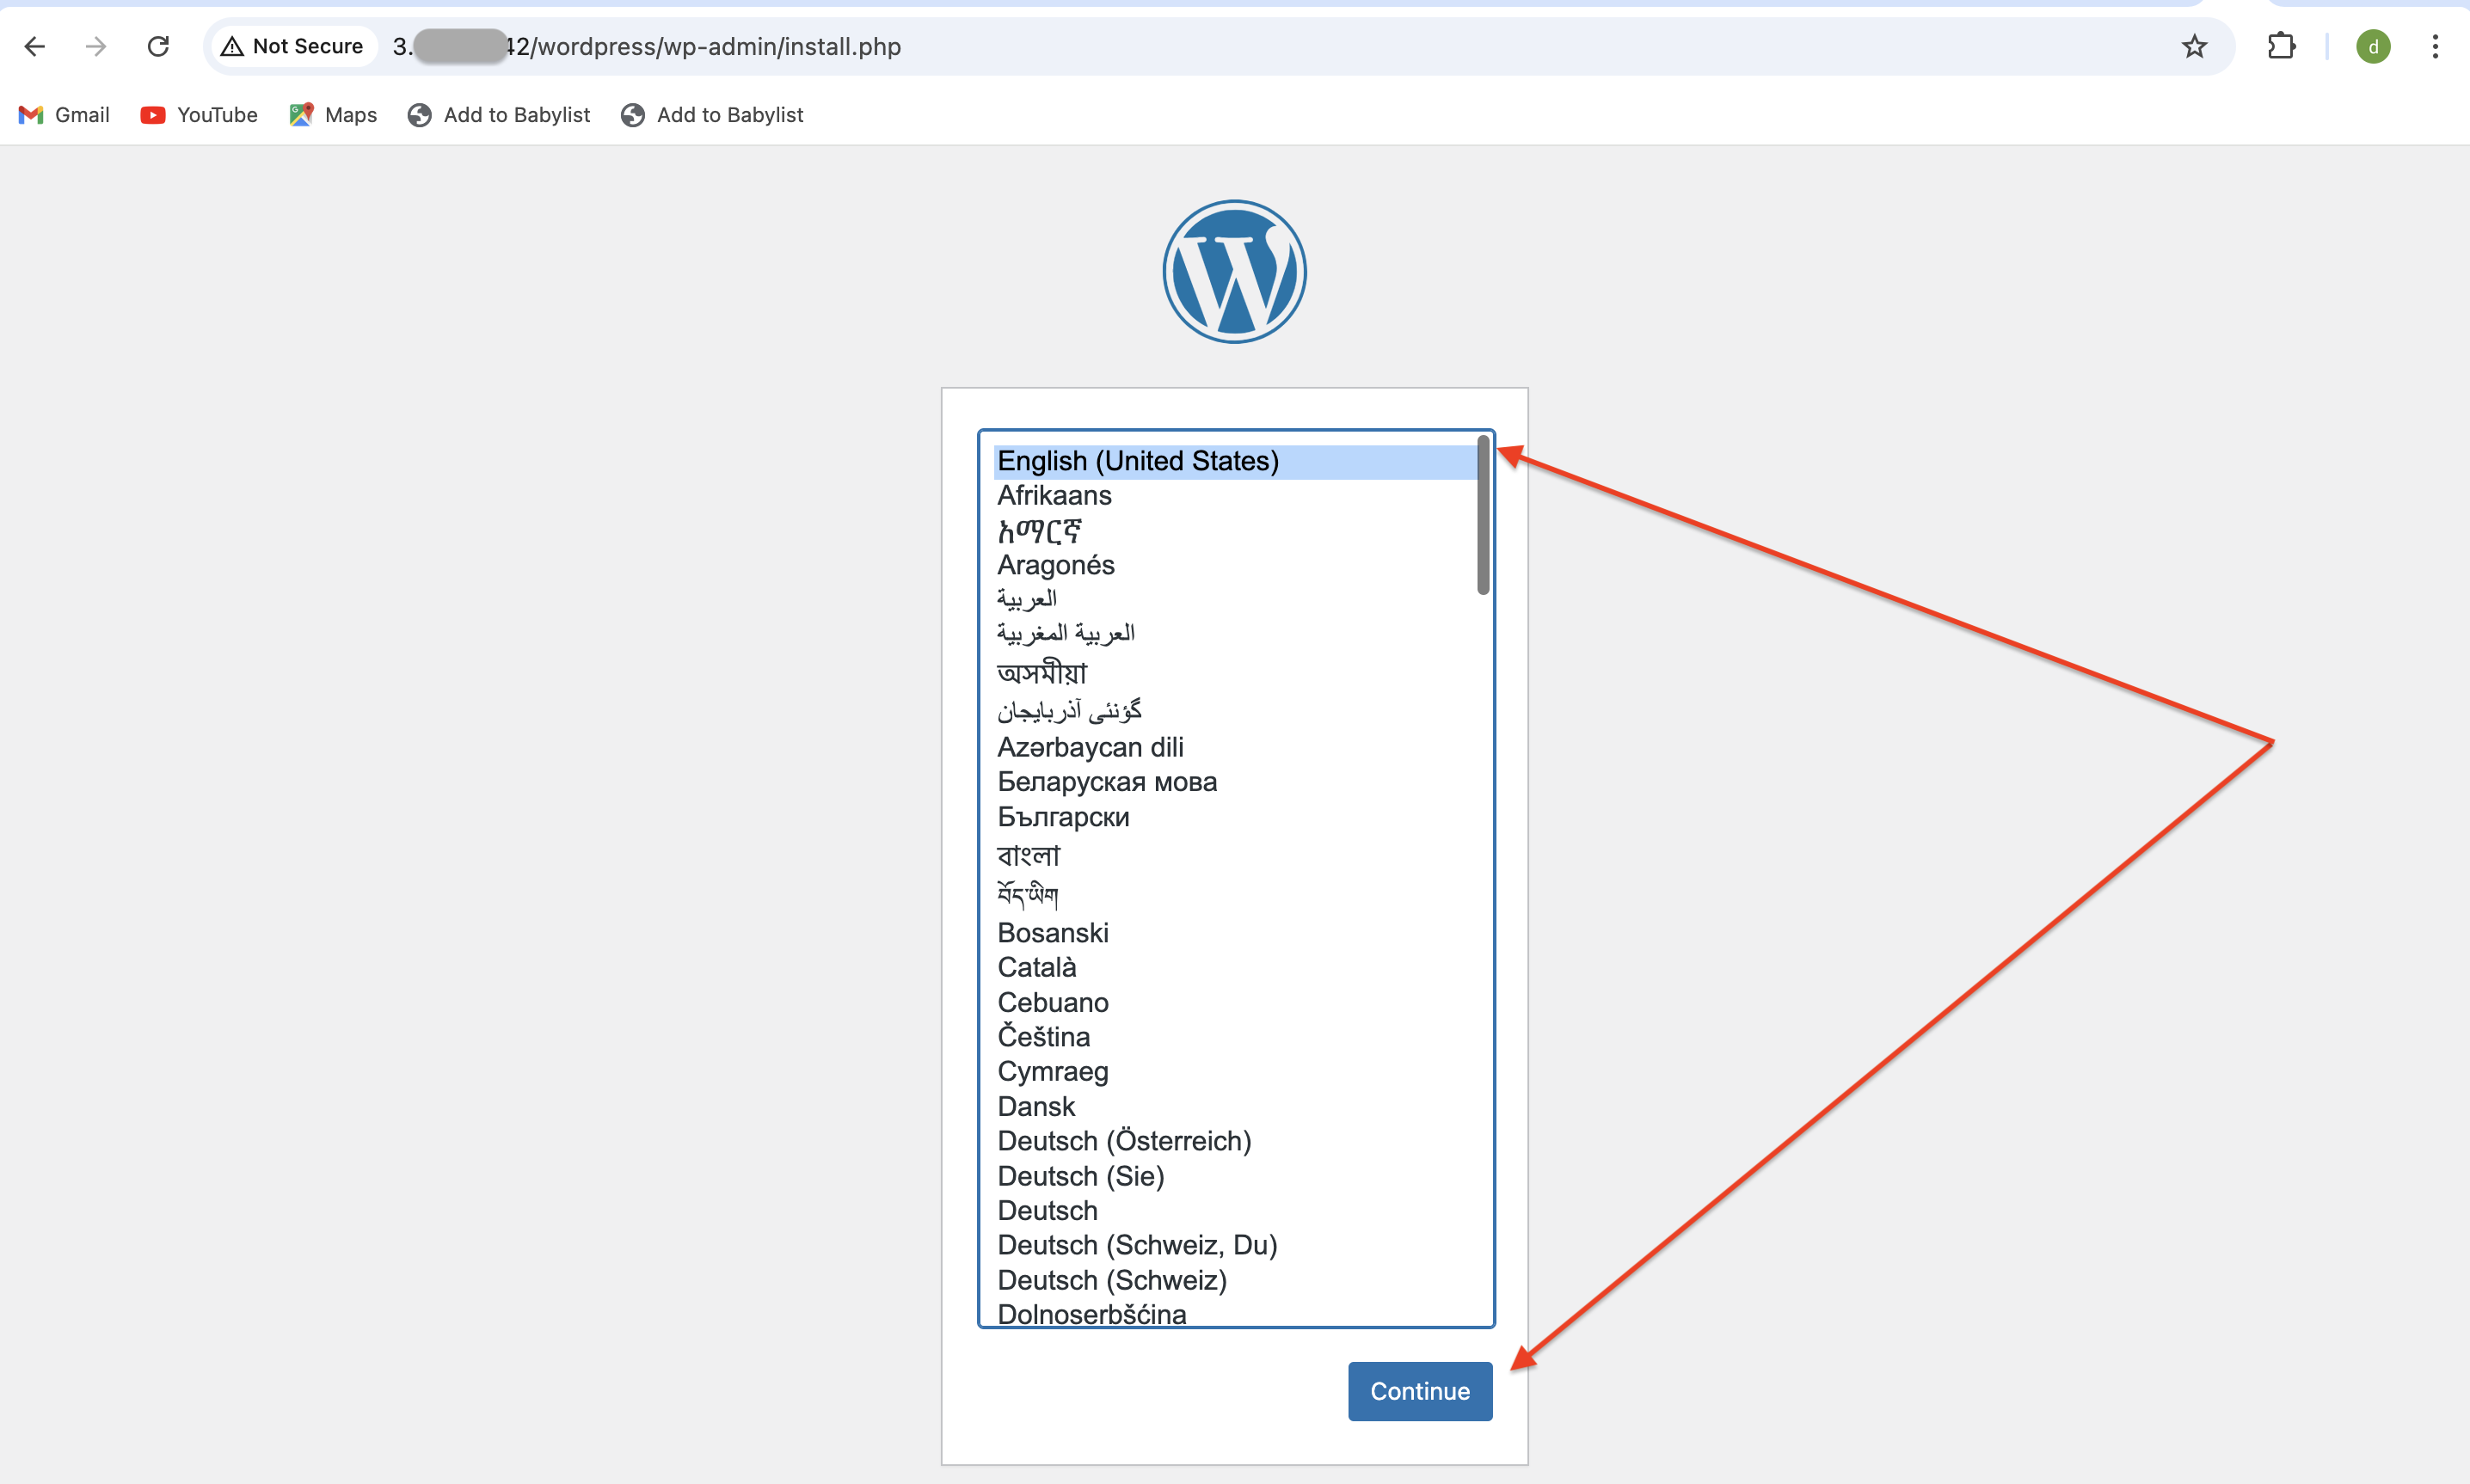 Not Secure 3. 42/wordpress/wp-admin/install.php d
Gmail YouTube Maps Add to Babylist Add to Babylist
English (United States)
Afrikaans
አማርኛ
Aragonés
العربية
العربية المغربية
অসমীয়া
گؤنئی آذربایجان
Azərbaycan dili
Беларуская мова
Български
বাংলা
བོད་ཡིག
Bosanski
Català
Cebuano
Čeština
Cymraeg
Dansk
Deutsch (Österreich)
Deutsch (Sie)
Deutsch
Deutsch (Schweiz, Du)
Deutsch (Schweiz)
Dolnoserbšćina
Continue